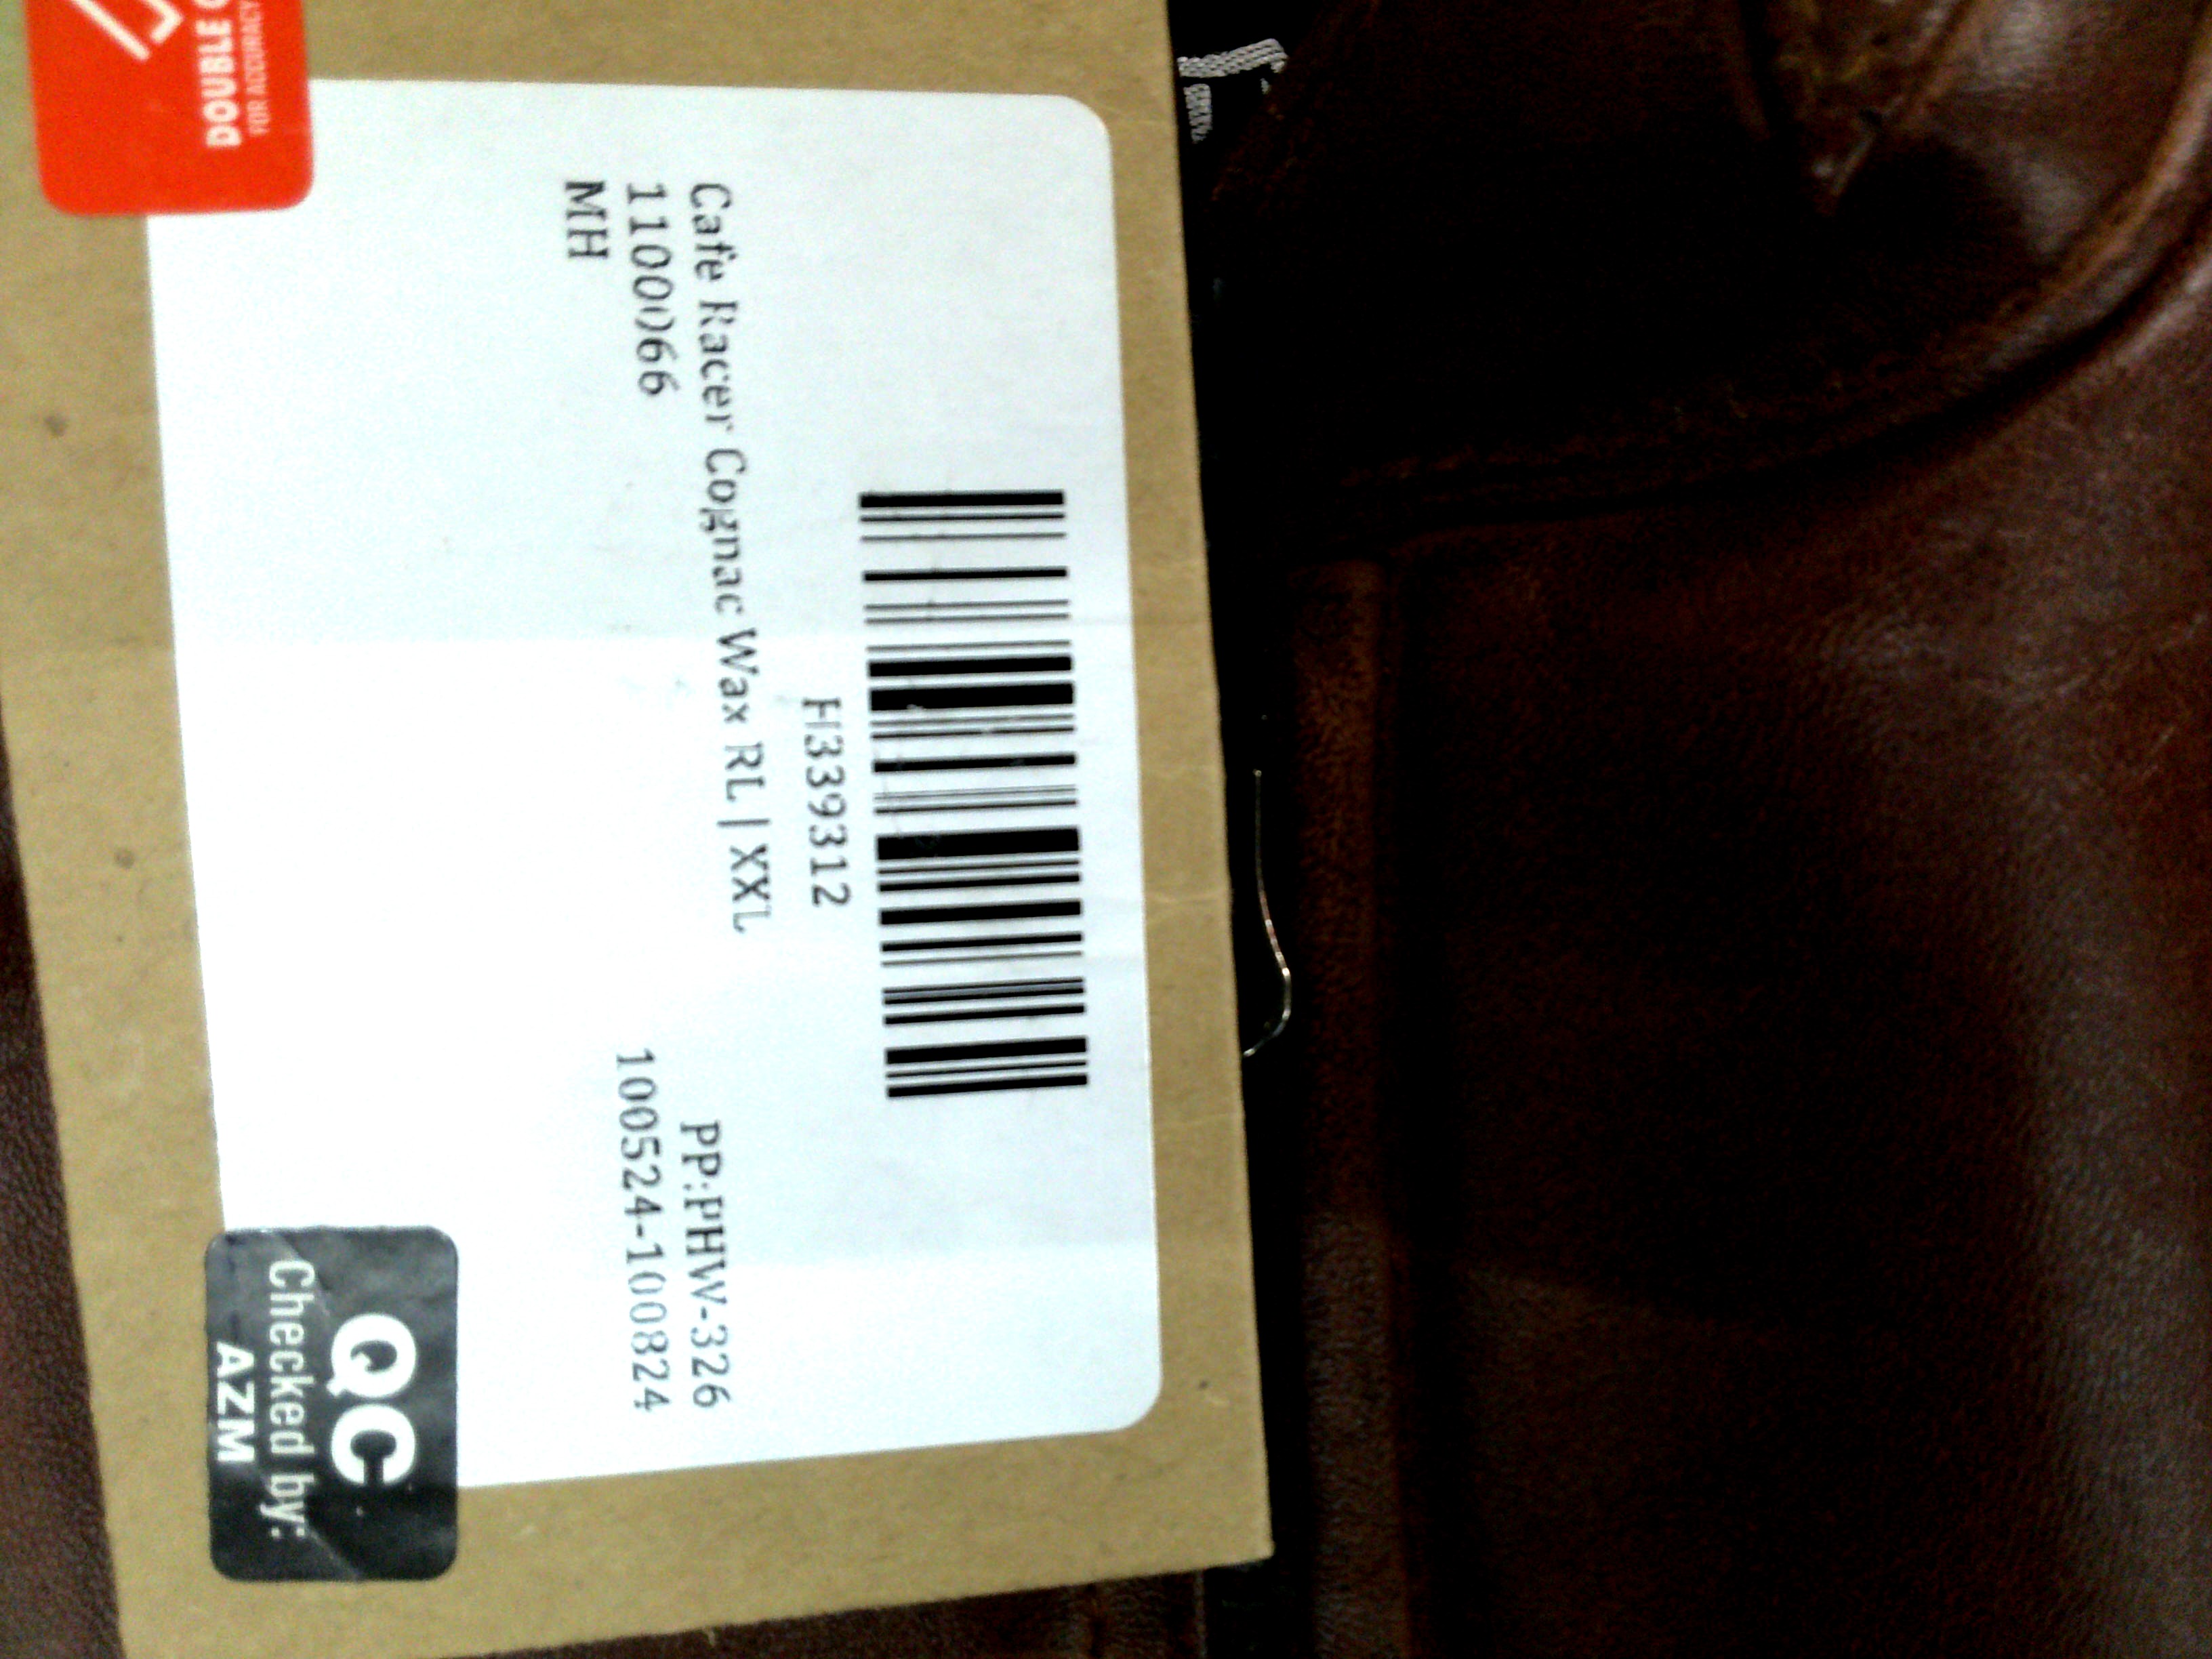 H339312
Cafe Racer Cognac Wax RL | XXL
1100066
MH
PP:PHW-326
100524-100824
DOUBLE
FOR ACCURACY
QC
Checked by:
AZM